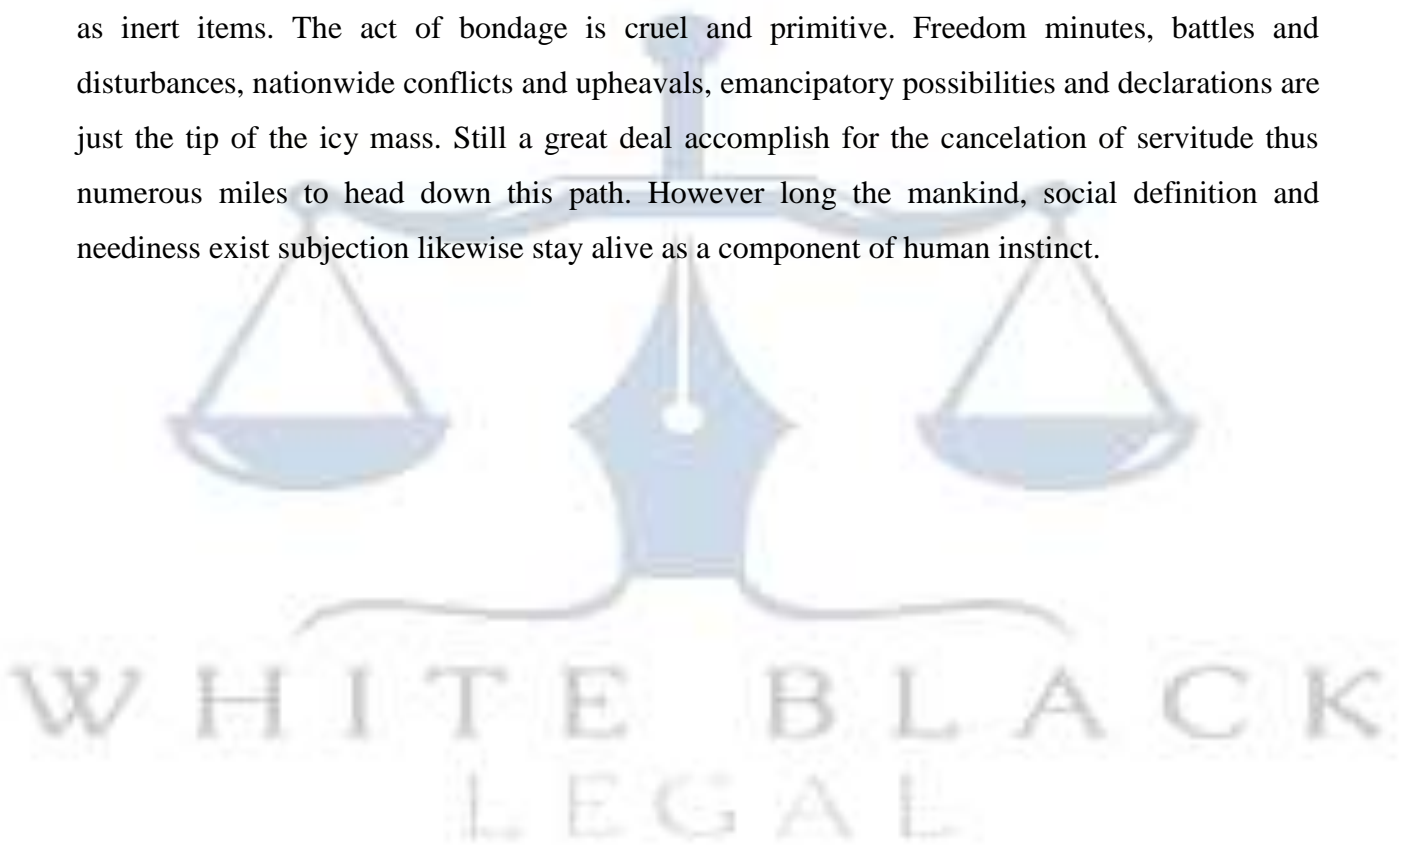 as inert items. The act of bondage is cruel and primitive. Freedom minutes, battles and
disturbances, nationwide conflicts and upheavals, emancipatory possibilities and declarations are
just the tip of the icy mass. Still a great deal accomplish for the cancelation of servitude thus
numerous miles to head down this path. However long the mankind, social definition and
neediness exist subjection likewise stay alive as a component of human instinct.
WHITE BLACK
LEGAL